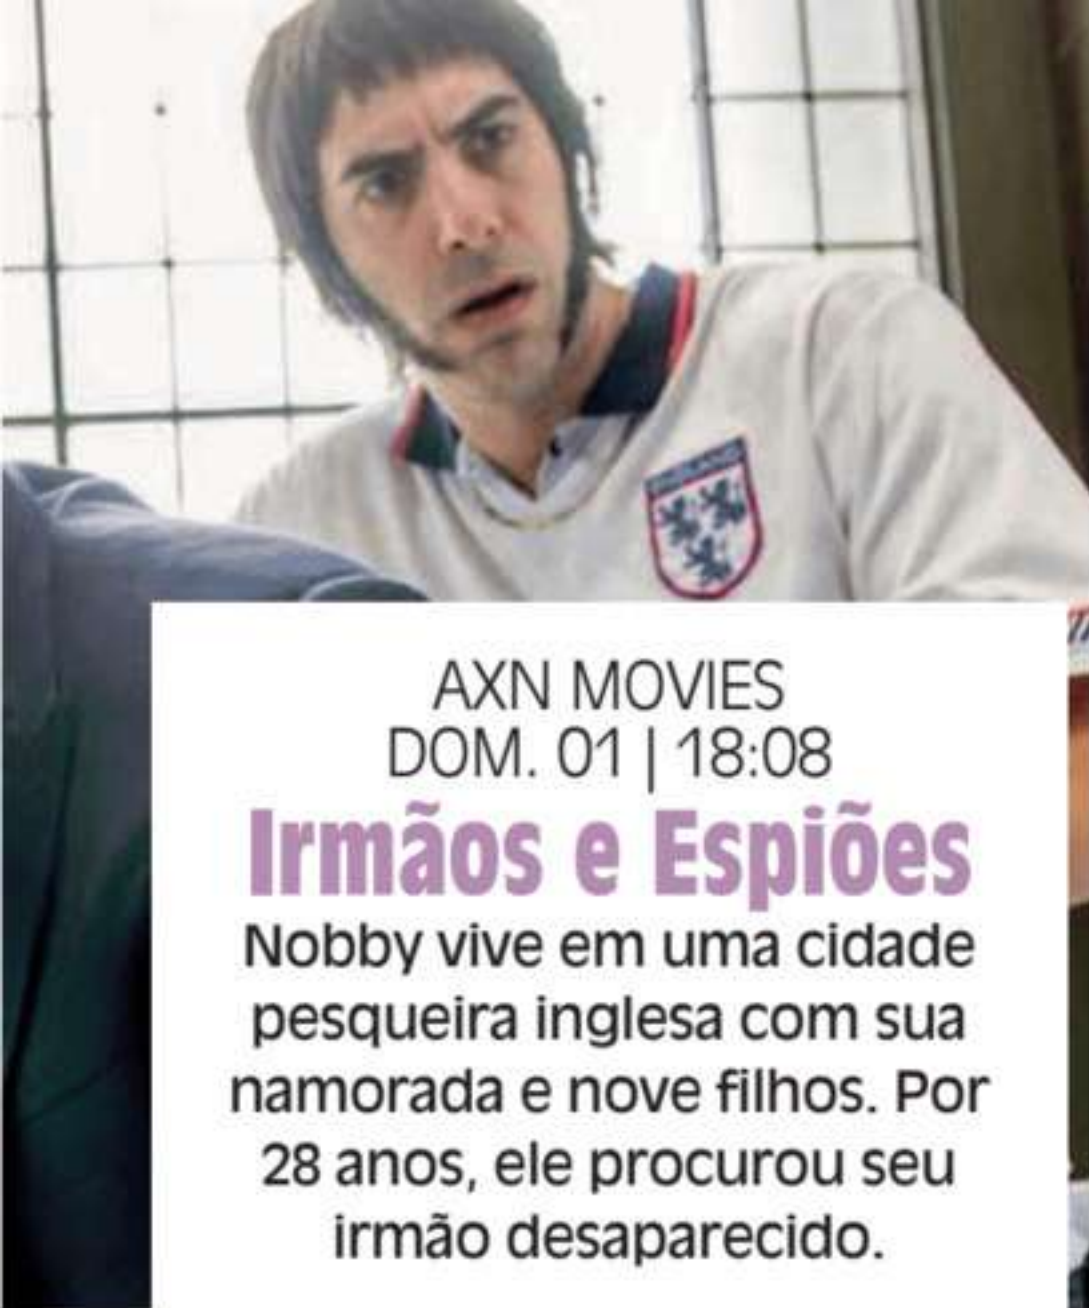 ENGLAND
AXN MOVIES
DOM. 01 | 18:08
Irmãos e Espiões
Nobby vive em uma cidade
pesqueira inglesa com sua
namorada e nove filhos. Por
28 anos, ele procurou seu
irmão desaparecido.